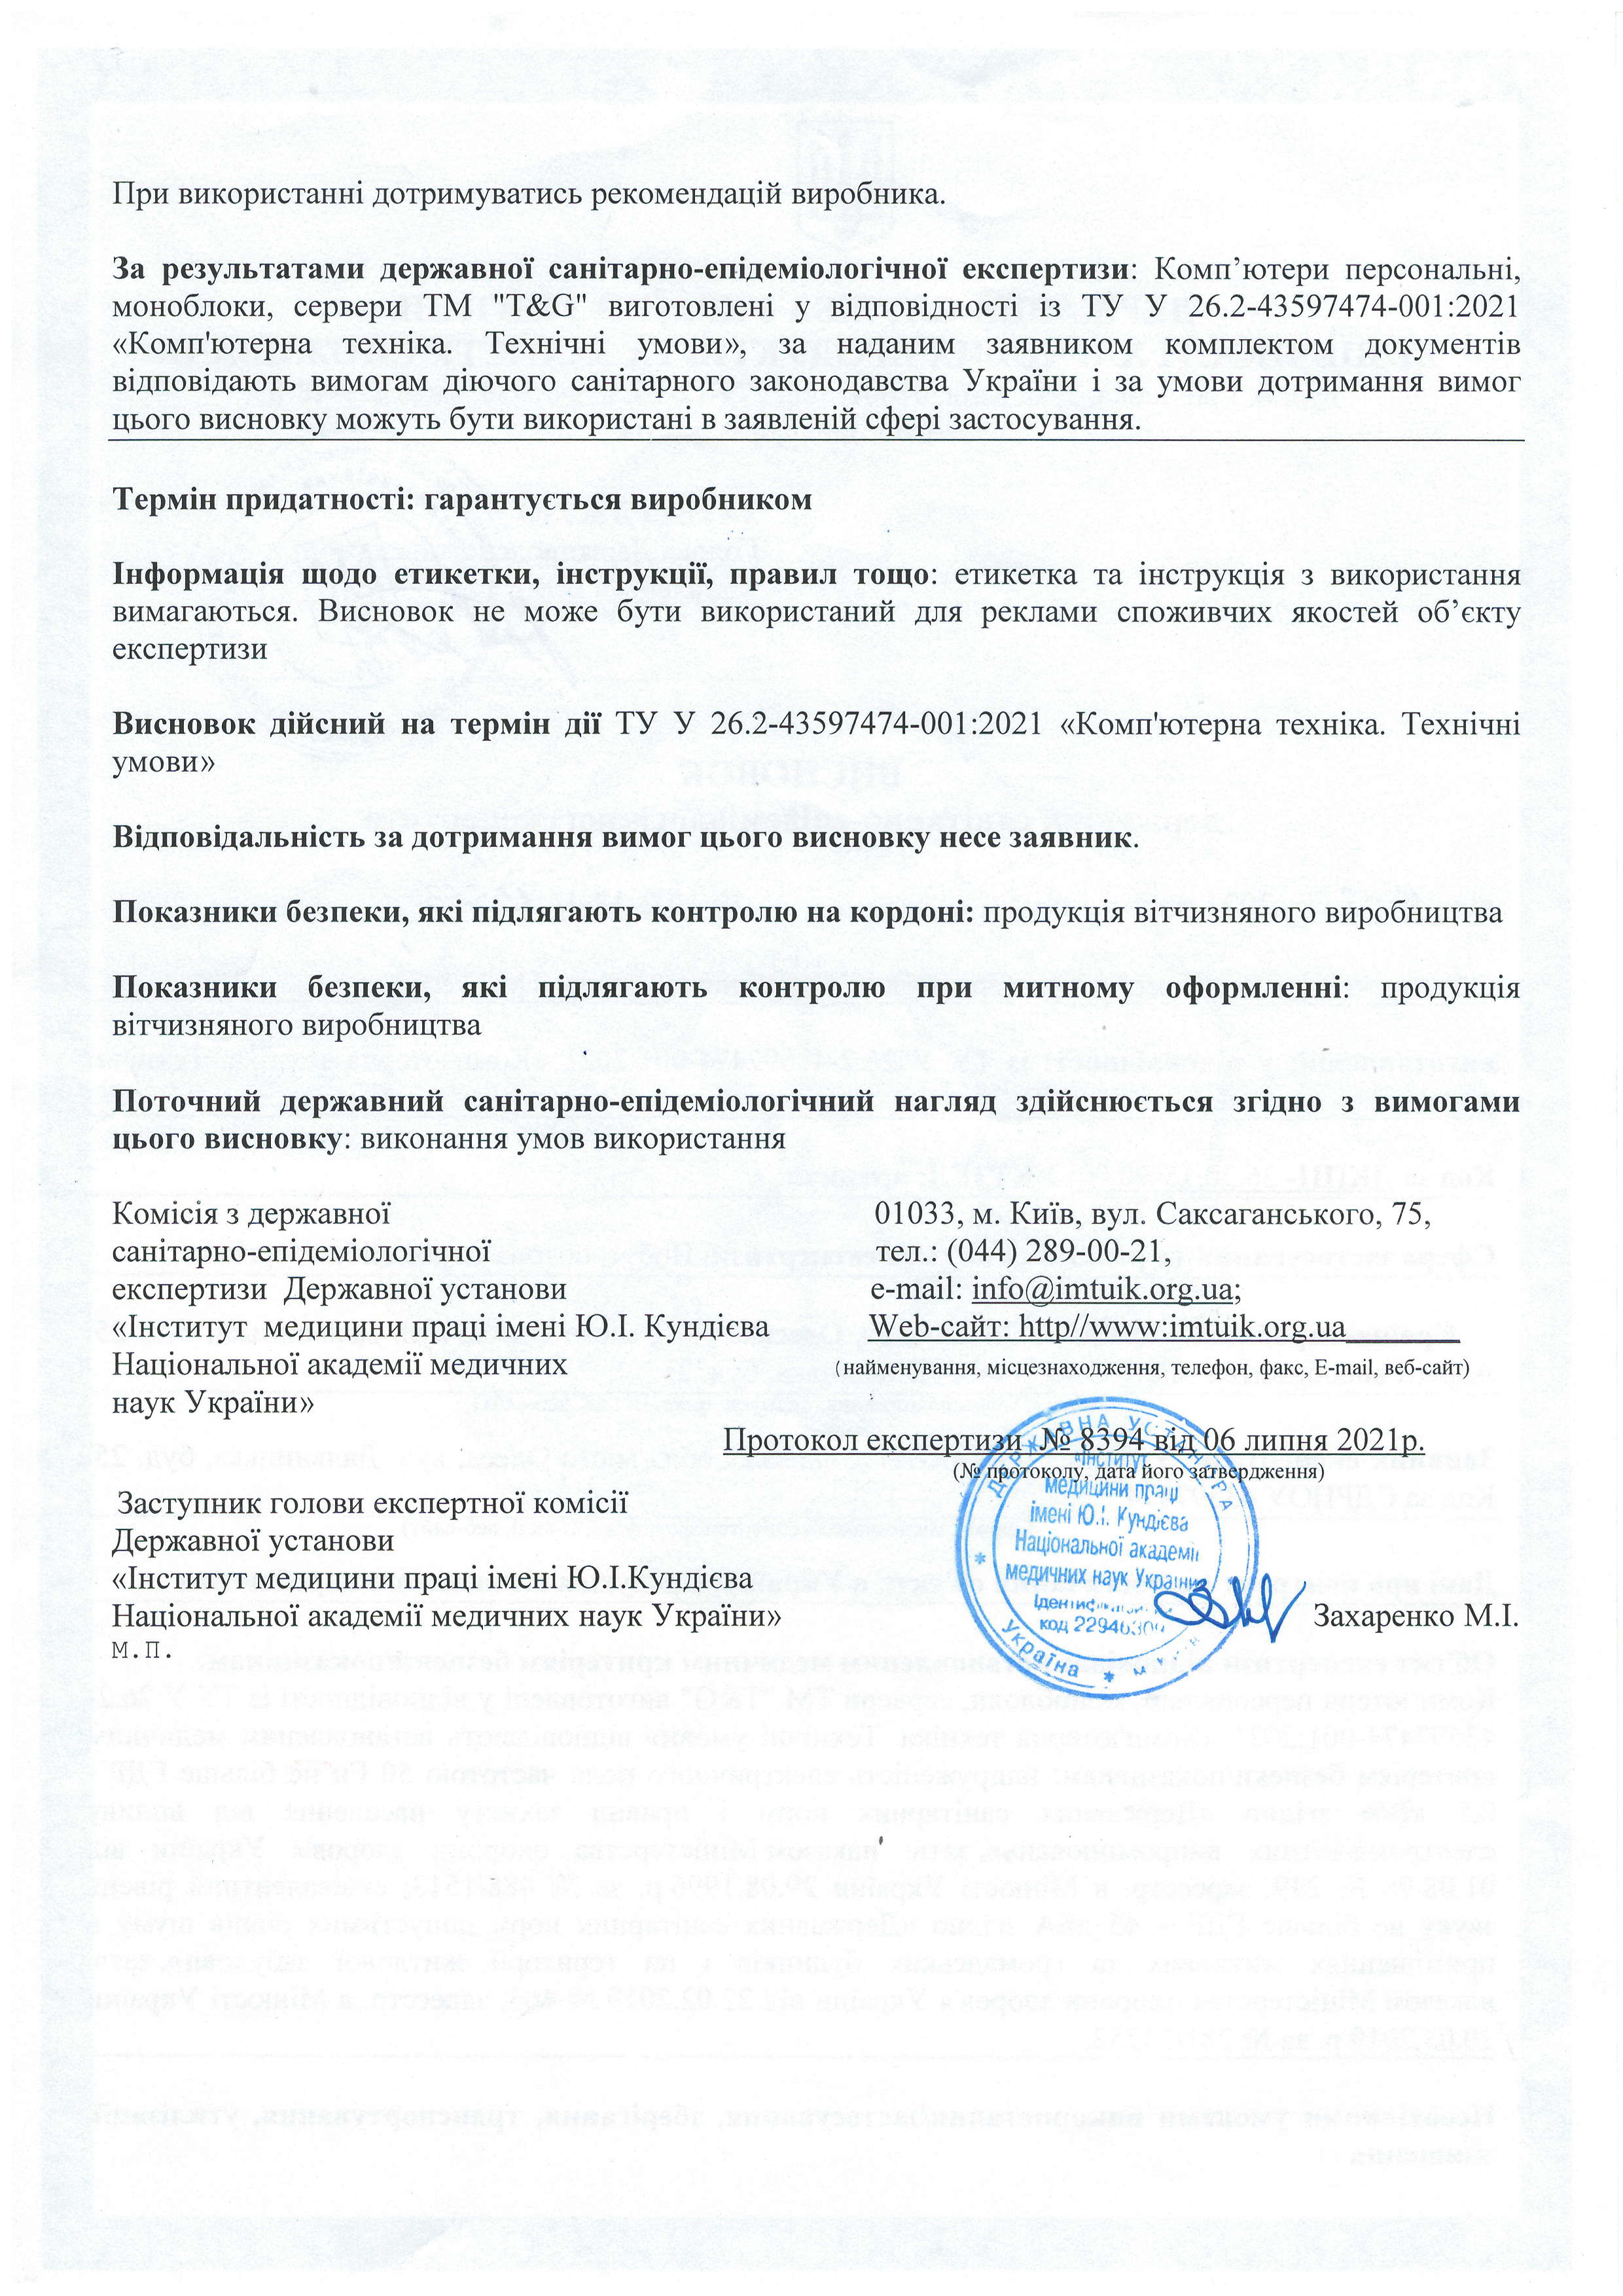 При використанні дотримуватись рекомендацій виробника.
За результатами державної санітарно-епідеміологічної експертизи: Комп’ютери персональні,
моноблоки, сервери ТМ "T&G" виготовлені у відповідності із ТУ У 26.2-43597474-001:2021
«Комп'ютерна техніка. Технічні умови», за наданим заявником комплектом документів
відповідають вимогам діючого санітарного законодавства України і за умови дотримання вимог
цього висновку можуть бути використані в заявленій сфері застосування.
Термін придатності: гарантується виробником
Інформація щодо етикетки, інструкції, правил тощо: етикетка та інструкція з використання
вимагаються. Висновок не може бути використаний для реклами споживчих якостей об’єкту
експертизи
Висновок дійсний на термін дії ТУ У 26.2-43597474-001:2021 «Комп'ютерна техніка. Технічні
умови»
Відповідальність за дотримання вимог цього висновку несе заявник.
Показники безпеки, які підлягають контролю на кордоні: продукція вітчизняного виробництва
Показники безпеки, які підлягають контролю при митному оформленні: продукція
вітчизняного виробництва
Поточний державний санітарно-епідеміологічний нагляд здійснюється згідно з вимогами
цього висновку: виконання умов використання
Комісія з державної
санітарно-епідеміологічної
експертизи Державної установи
«Інститут медицини праці імені Ю.І. Кундієва
Національної академії медичних
наук України»
01033, м. Київ, вул. Саксаганського, 75,
тел.: (044) 289-00-21,
e-mail: info@imtuik.org.ua;
Web-сайт: http//www:imtuik.org.ua
(найменування, місцезнаходження, телефон, факс, E-mail, веб-сайт)
Протокол експертизи № 8394 від 06 липня 2021р.
(№ протоколу, дата його затвердження)
Заступник голови експертної комісії
Державної установи
«Інститут медицини праці імені Ю.І.Кундієва
Національної академії медичних наук України»
Захаренко М.І.
М.П.
ДЕРЖАВНА УСТАНОВА
«Інститут
медицини праці
імені Ю.І. Кундієва
Національної академії
медичних наук України»
код
Україна